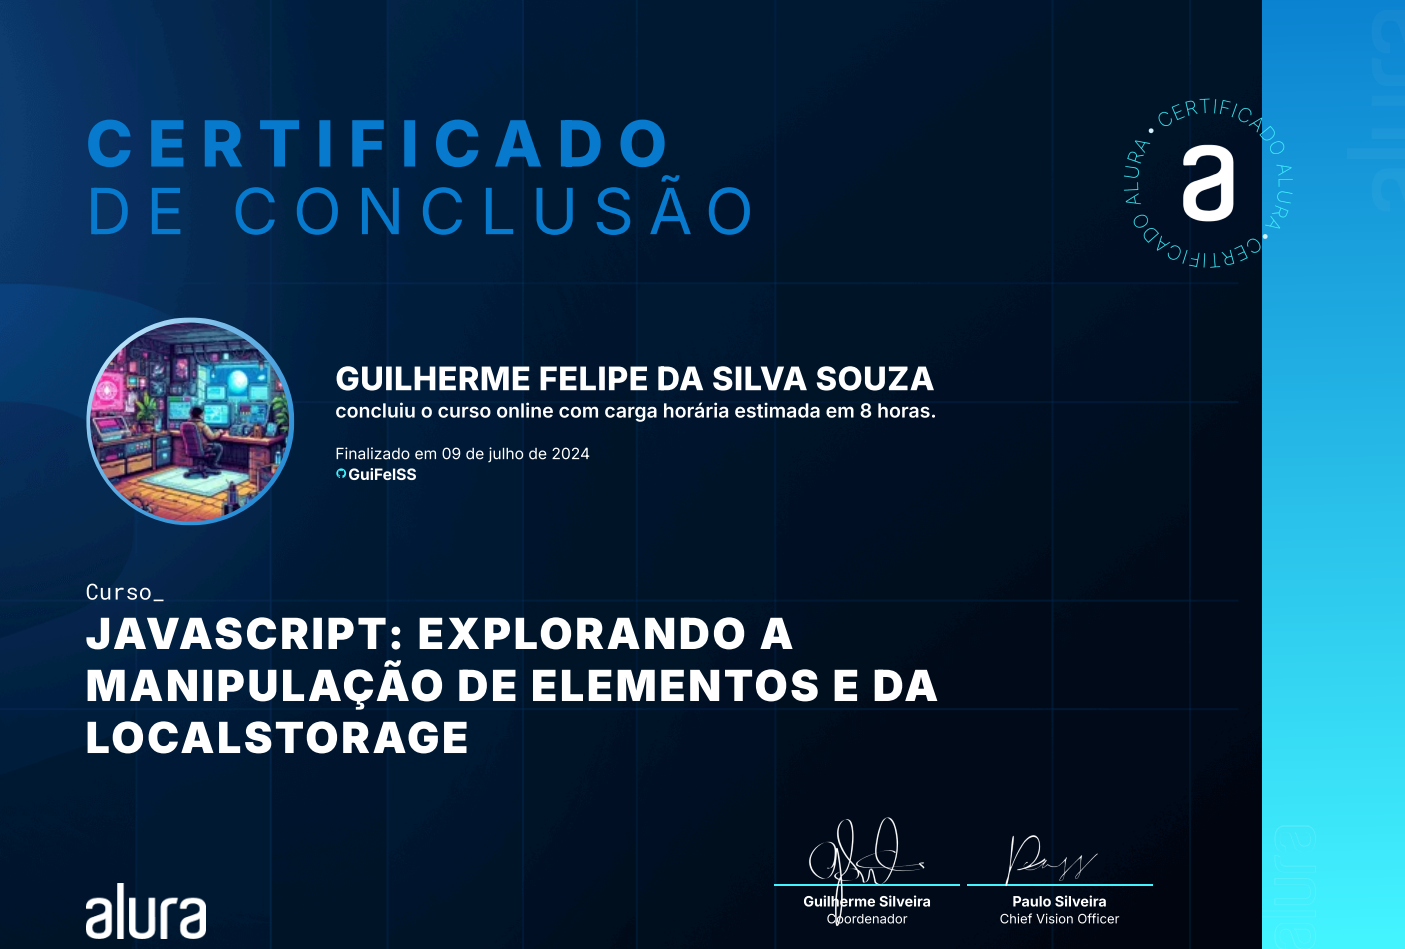 CERTIFICADO
DE CONCLUSÃO
CERTIFICADO ALURA • CERTIFICADO ALURA •
a
alura
GUILHERME FELIPE DA SILVA SOUZA
concluiu o curso online com carga horária estimada em 8 horas.
Finalizado em 09 de julho de 2024
GuiFelSS
Curso_
JAVASCRIPT: EXPLORANDO A
MANIPULAÇÃO DE ELEMENTOS E DA
LOCALSTORAGE
Guilherme Silveira
Coordenador
Paulo Silveira
Chief Vision Officer
alura
alura